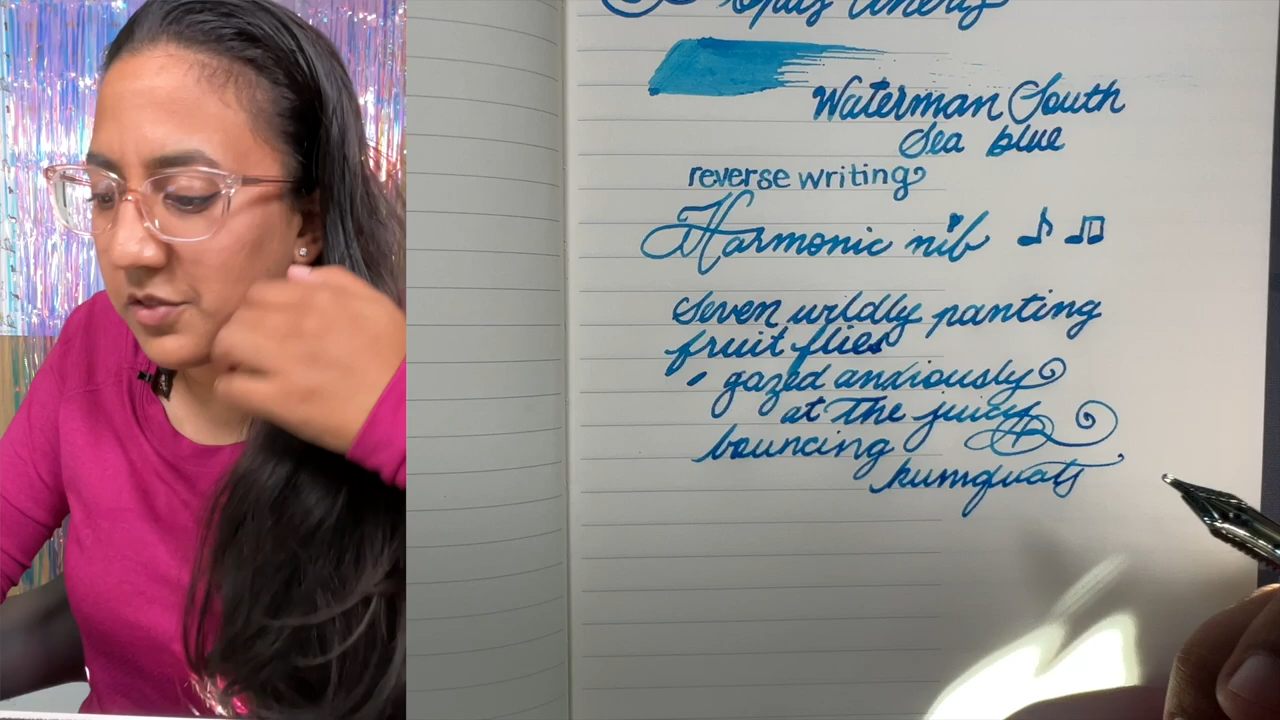 Waterman South
Sea blue
reverse writing
Harmonic nib
Seven wildly panting
fruit flies
gazed anxiously
at the juicy
bouncing
kumquats